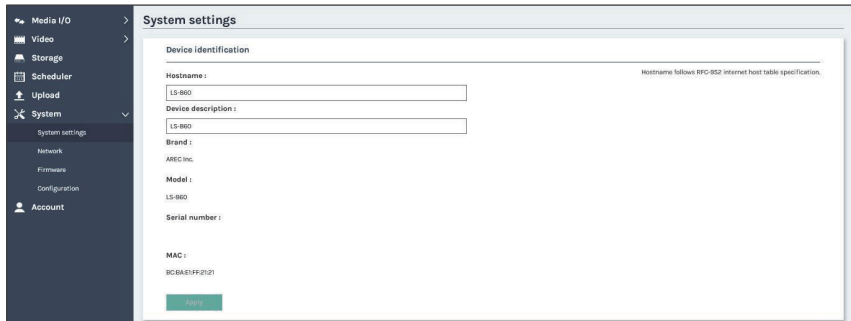 Media I/O
Video
Storage
Scheduler
Upload
System
System settings
Network
Firmware
Configuration
Account
System settings
Device identification
Hostname :
Hostname follows RFC-952 internet host table specification.
LS-860
Device description :
LS-860
Brand :
AREC Inc.
Model :
LS-860
Serial number :
MAC :
BC:BA:E1:FF:21:21
Apply